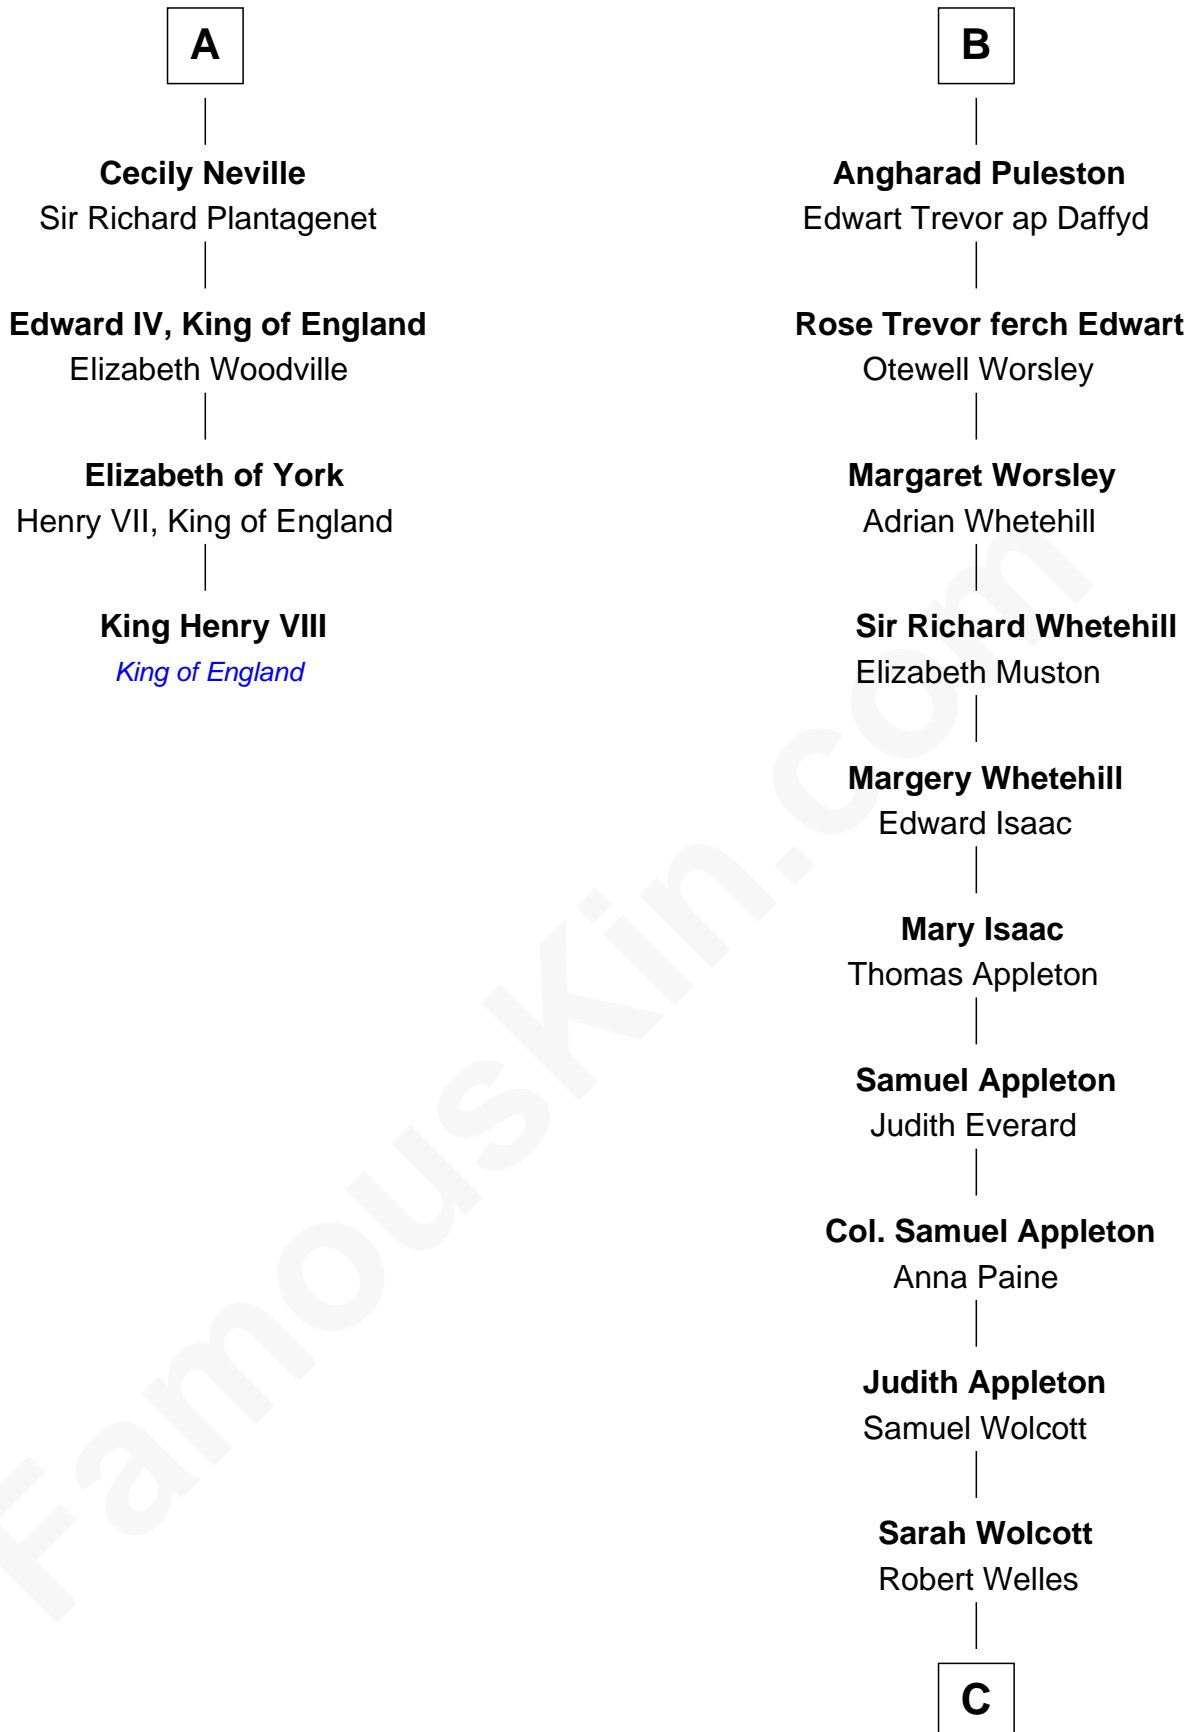 A
Cecily Neville
Sir Richard Plantagenet
Edward IV, King of England
Elizabeth Woodville
Elizabeth of York
Henry VII, King of England
King Henry VIII
King of England
B
Angharad Puleston
Edwart Trevor ap Daffyd
Rose Trevor ferch Edwart
Otewell Worsley
Margaret Worsley
Adrian Whetehill
Sir Richard Whetehill
Elizabeth Muston
Margery Whetehill
Edward Isaac
Mary Isaac
Thomas Appleton
Samuel Appleton
Judith Everard
Col. Samuel Appleton
Anna Paine
Judith Appleton
Samuel Wolcott
Sarah Wolcott
Robert Welles
C
FamousKin.com